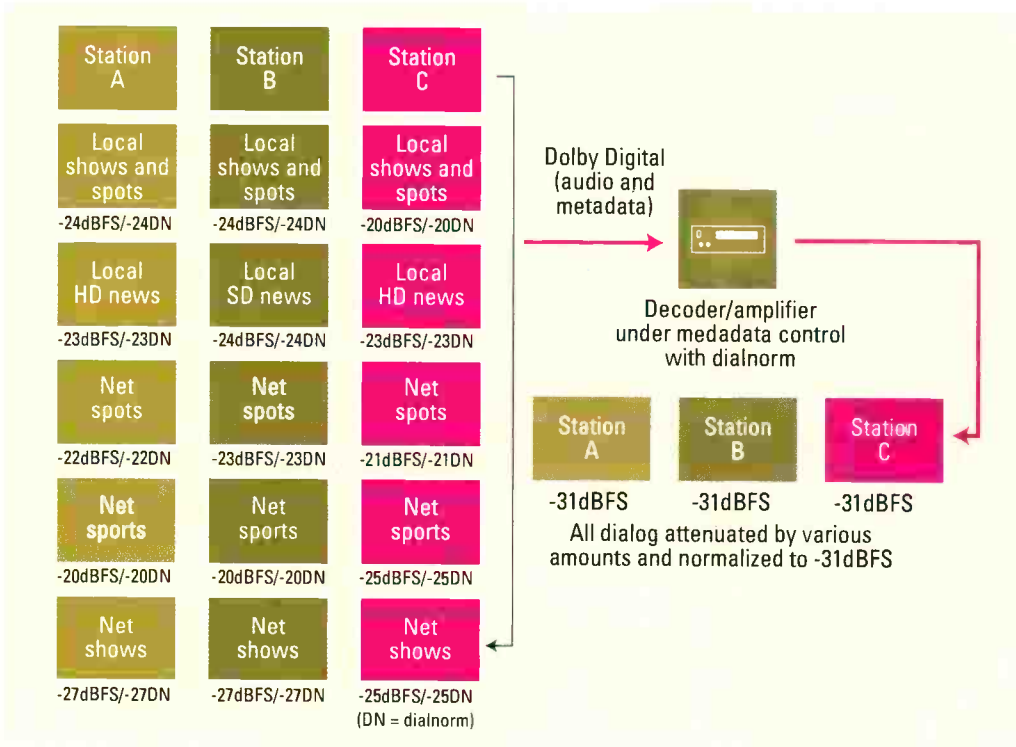 Station
A
Station
B
Station
C
Local
shows and
spots
-24dBFS/-24DN
Local
shows and
spots
-24dBFS/-24DN
Local
shows and
spots
-20dBFS/-20DN
Local
HD news
-23dBFS/-23DN
Local
SD news
-24dBFS/-24DN
Local
HD news
-23dBFS/-23DN
Net
spots
-22dBFS/-22DN
Net
spots
-23dBFS/-23DN
Net
spots
-21dBFS/-21DN
Net
sports
-20dBFS/-20DN
Net
sports
-20dBFS/-20DN
Net
sports
-25dBFS/-25DN
Net
shows
-27dBFS/-27DN
Net
shows
-27dBFS/-27DN
Net
shows
-25dBFS/-25DN
(DN = dialnorm)
Dolby Digital
(audio and
metadata)
Decoder/amplifier
under medadata control
with dialnorm
Station
A
-31dBFS
Station
B
-31dBFS
Station
C
-31dBFS
All dialog attenuated by various
amounts and normalized to -31dBFS